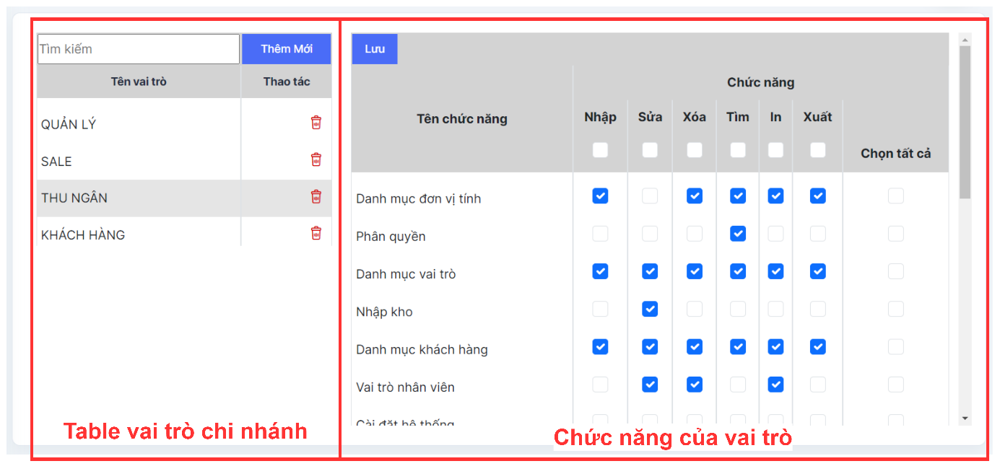 Tìm kiếm
Thêm Mới
Tên vai trò
Thao tác
QUẢN LÝ
SALE
THU NGÂN
KHÁCH HÀNG
Table vai trò chi nhánh
Lưu
Tên chức năng
Chức năng
Nhập Sửa Xóa Tìm In Xuất
Chọn tất cả
Danh mục đơn vị tính
Phân quyền
Danh mục vai trò
Nhập kho
Danh mục khách hàng
Vai trò nhân viên
Cài đặt hệ thống
Chức năng của vai trò